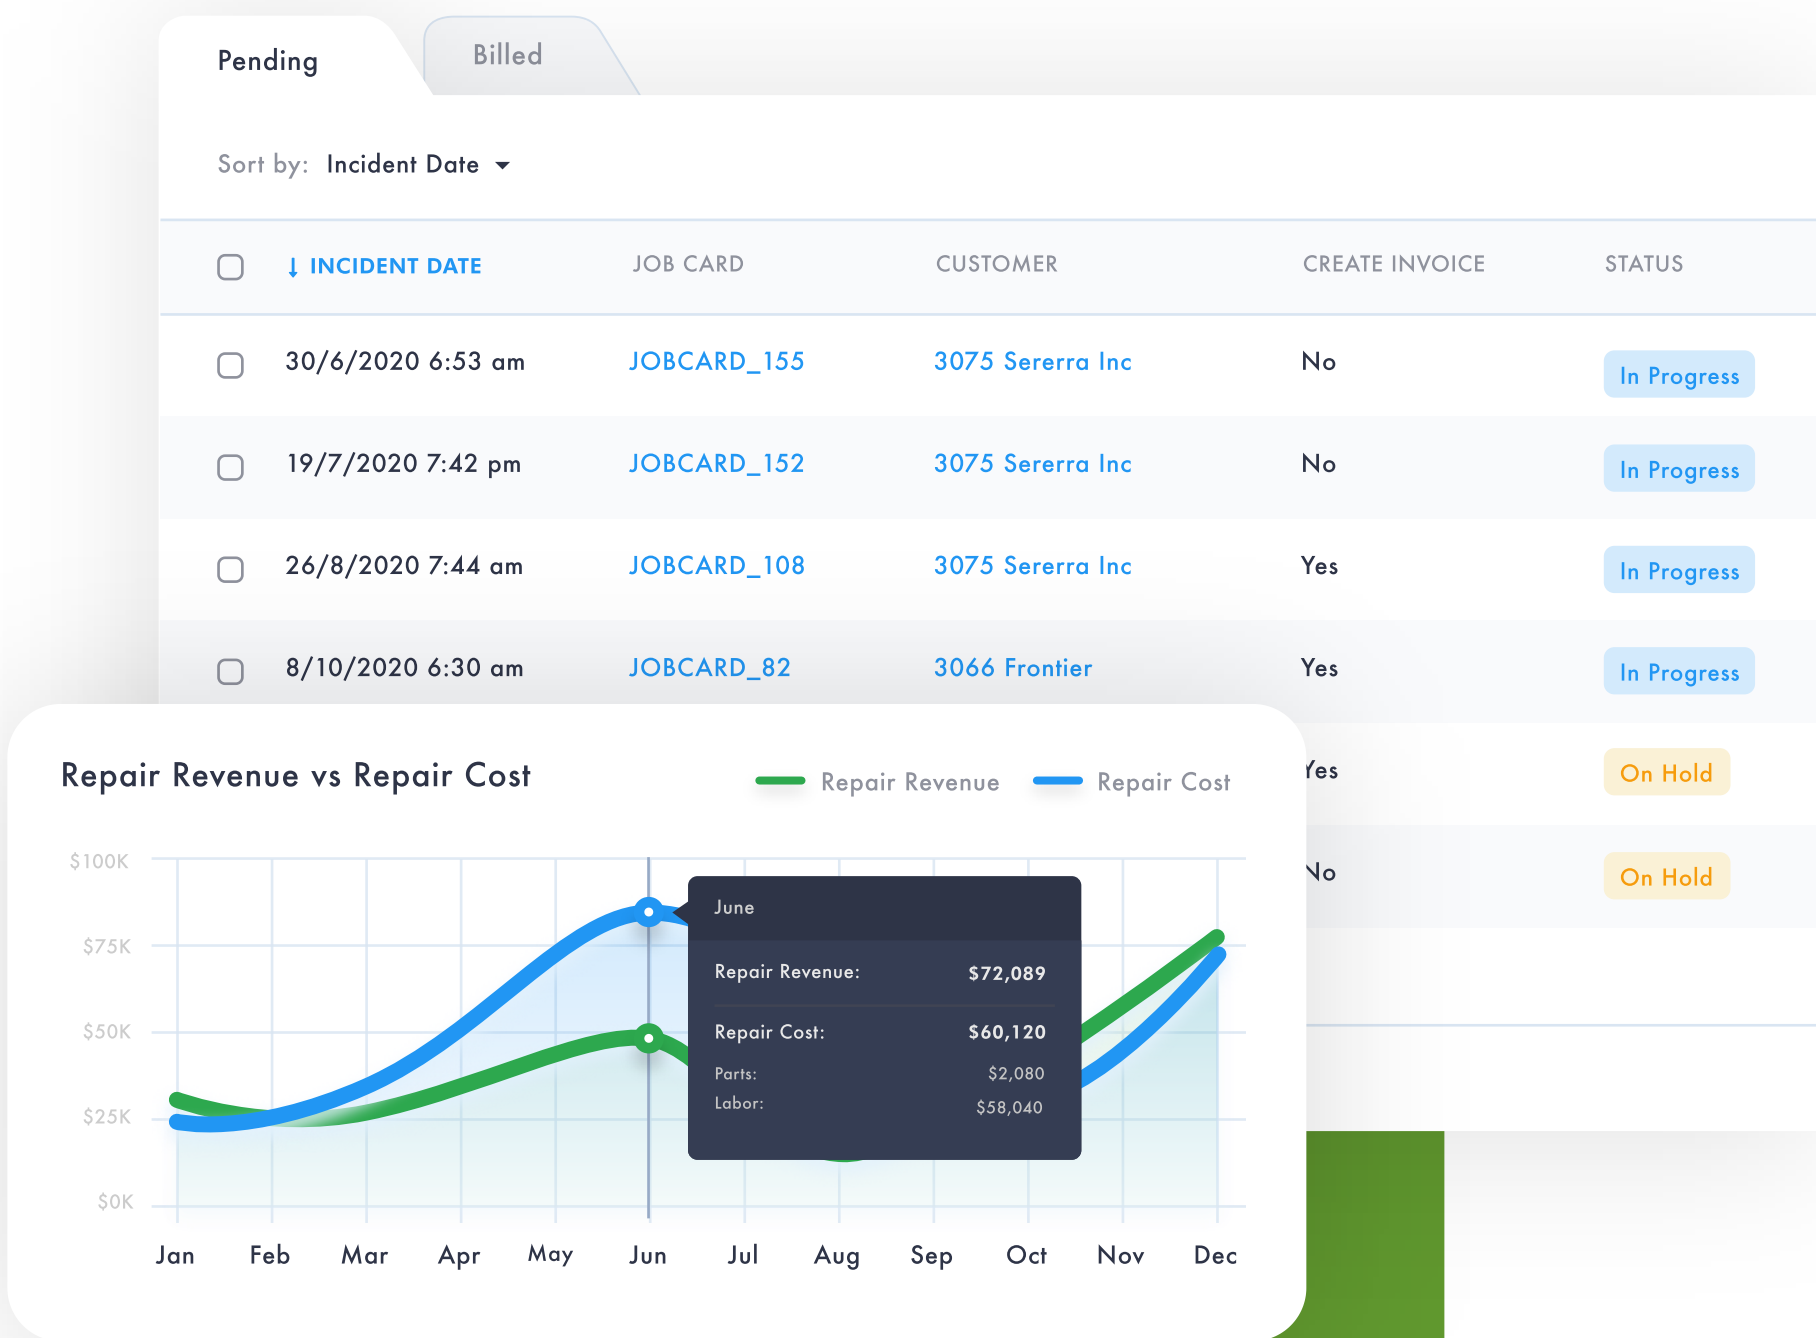 Pending
Billed
Sort by: Incident Date
↓ INCIDENT DATE JOB CARD CUSTOMER CREATE INVOICE STATUS
30/6/2020 6:53 am JOBCARD_155 3075 Sererra Inc No In Progress
19/7/2020 7:42 pm JOBCARD_152 3075 Sererra Inc No In Progress
26/8/2020 7:44 am JOBCARD_108 3075 Sererra Inc Yes In Progress
8/10/2020 6:30 am JOBCARD_82 3066 Frontier Yes In Progress
Yes On Hold
No On Hold
Repair Revenue vs Repair Cost
Repair Revenue Repair Cost
$100K
$75K
$50K
$25K
$0K
June
Repair Revenue: $72,089
Repair Cost: $60,120
Parts: $2,080
Labor: $58,040
Jan Feb Mar Apr May Jun Jul Aug Sep Oct Nov Dec